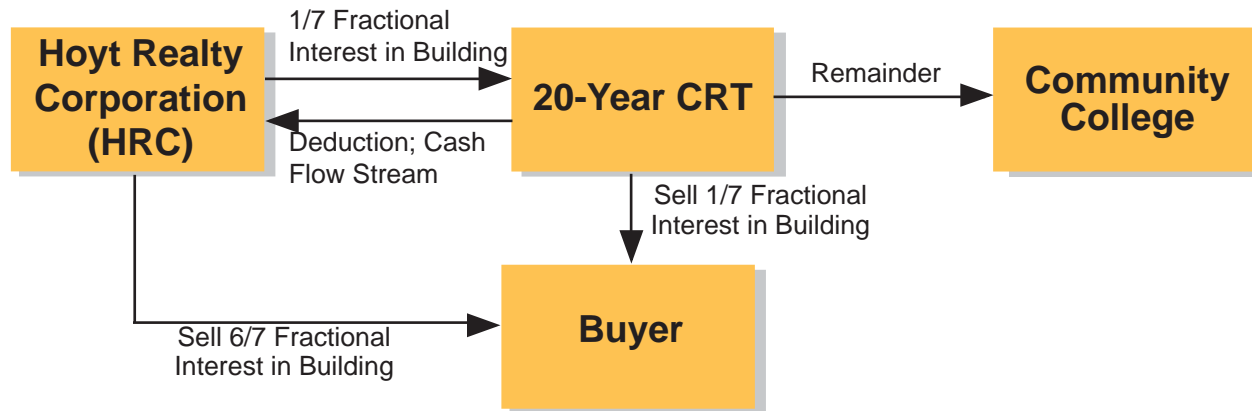 1/7 Fractional
Interest in Building
Hoyt Realty
Corporation
(HRC)
Deduction; Cash
Flow Stream
20-Year CRT
Remainder
Community
College
Sell 1/7 Fractional
Interest in Building
Sell 6/7 Fractional
Interest in Building
Buyer